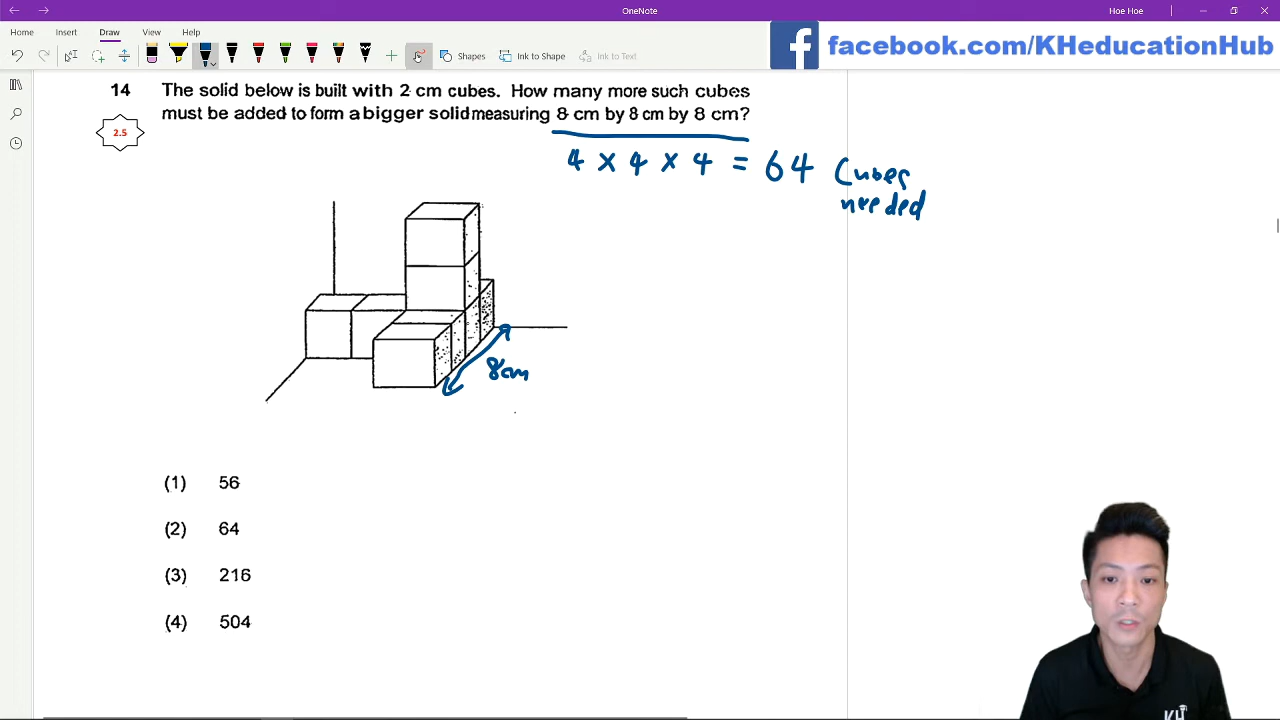 OneNote
Hoe Hoe
Home Insert Draw View Help
Shapes
Ink to Shape
Ink to Text
facebook.com/KHeducationHub
14 The solid below is built with 2 cm cubes. How many more such cubes
must be added to form a bigger solid measuring 8 cm by 8 cm by 8 cm?
2.5
4 × 4 × 4 = 64 Cubes
needed
8cm
(1) 56
(2) 64
(3) 216
(4) 504
KH